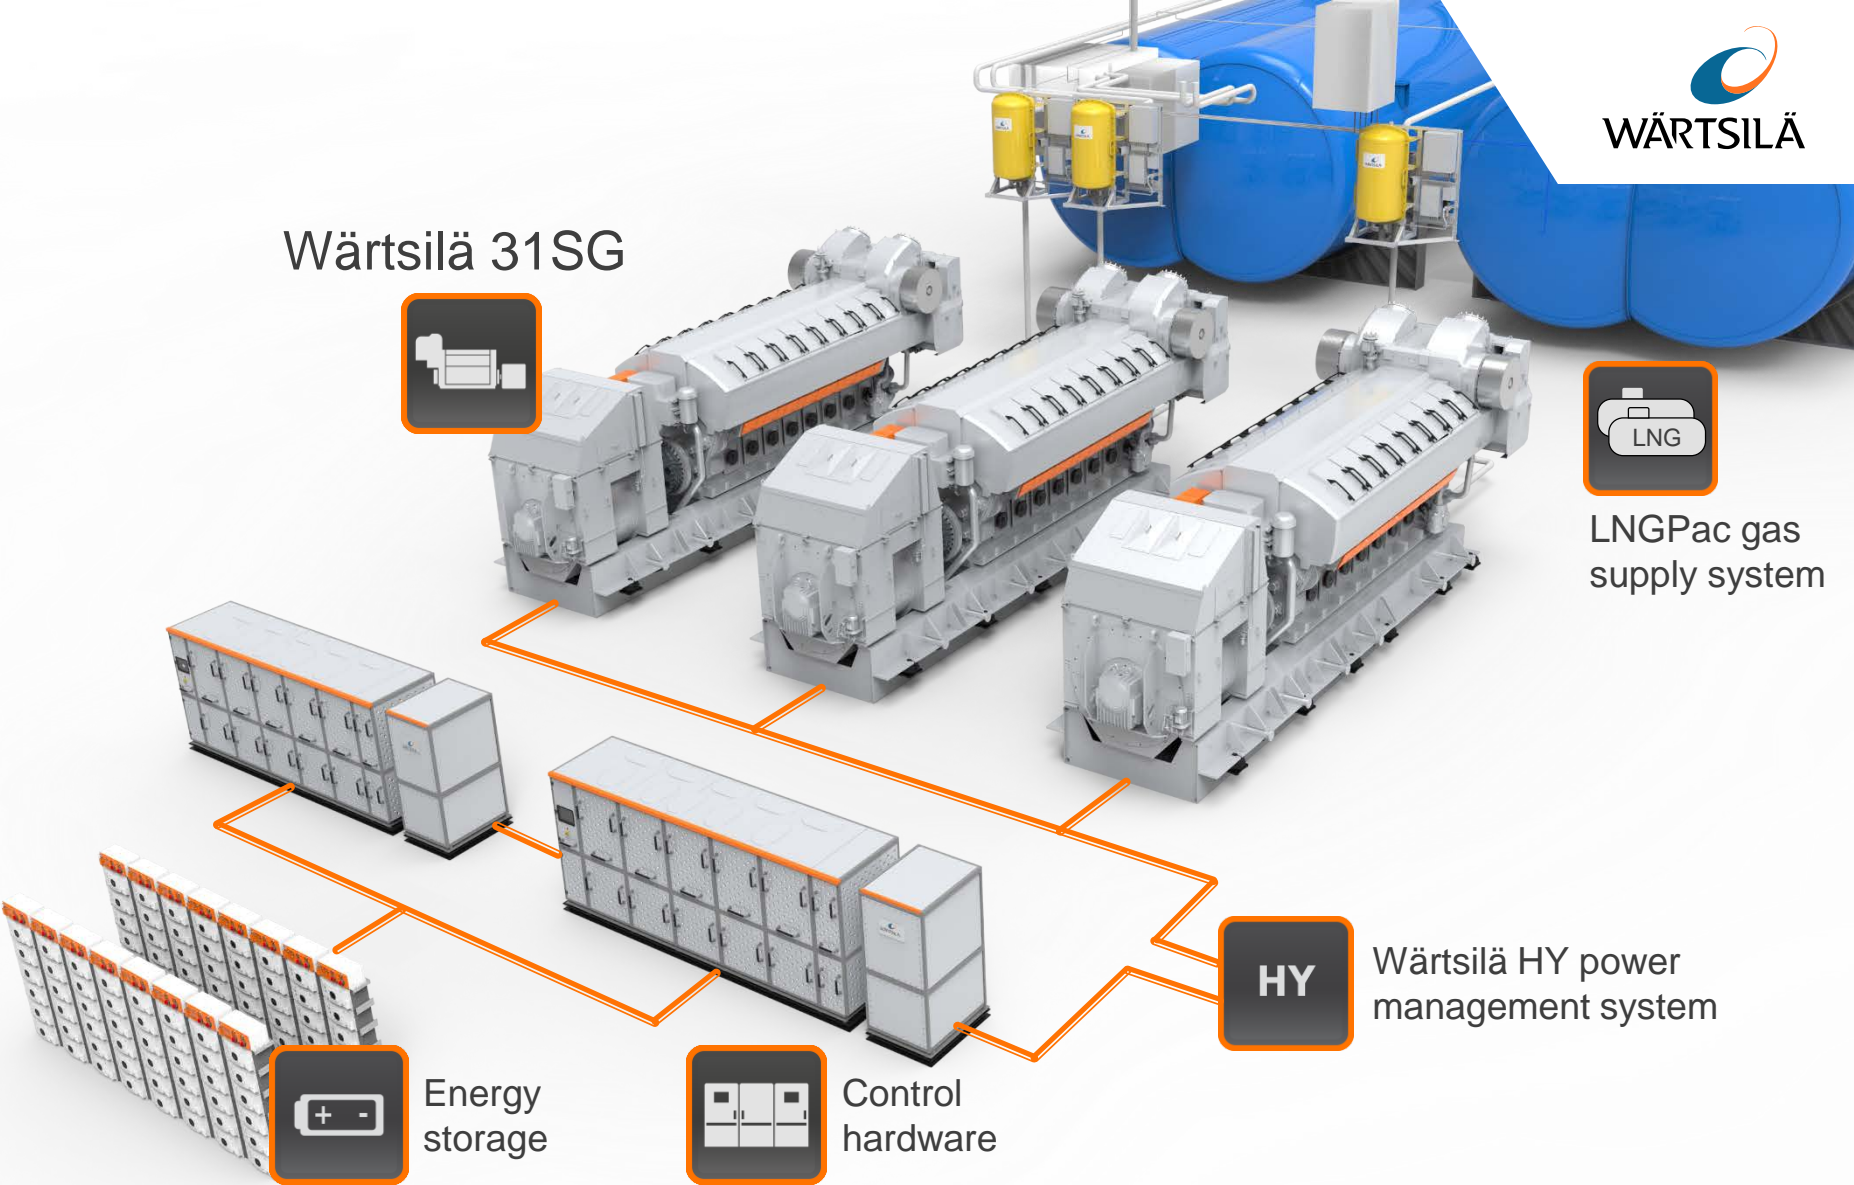 WÄRTSILÄ
Wärtsilä 31SG
LNG
LNGPac gas
supply system
HY
Wärtsilä HY power
management system
+ -
Energy
storage
Control
hardware